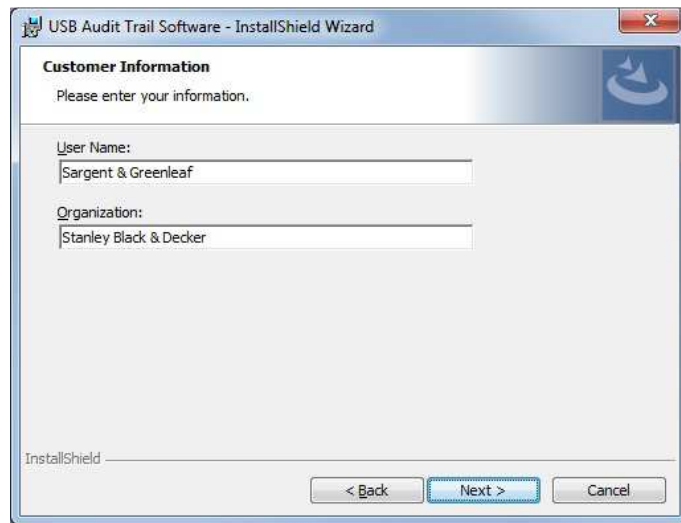 USB Audit Trail Software - InstallShield Wizard
Customer Information
Please enter your information.
User Name:
Sargent & Greenleaf
Organization:
Stanley Black & Decker
InstallShield
< Back Next > Cancel